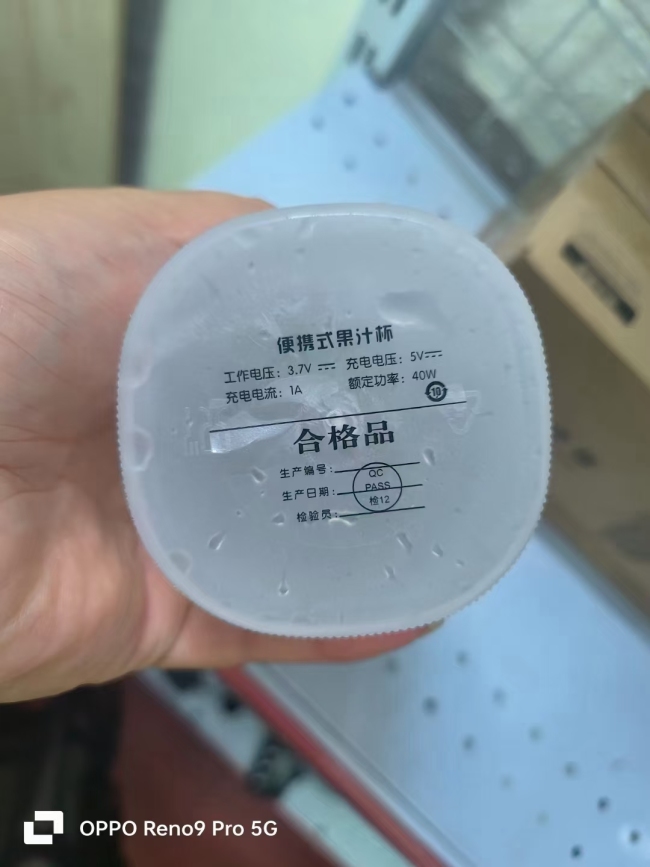 便携式果汁杯
工作电压：3.7V ⎓ 充电电压：5V⎓
充电电流：1A 额定功率：40W
10
合格品
生产编号：
QC
生产日期：
PASS
检验员：
检12
OPPO Reno9 Pro 5G